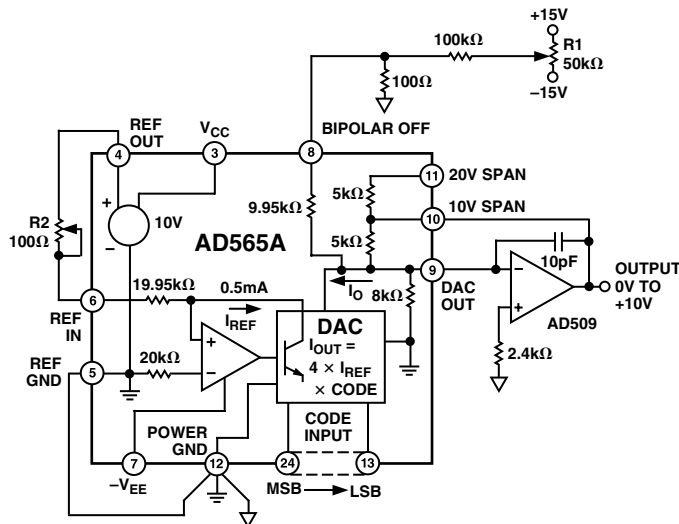 +15V
100kΩ
R1
50kΩ
100Ω
–15V
REF
OUT
VCC
BIPOLAR OFF
4
3
8
11
20V SPAN
5kΩ
9.95kΩ
10
10V SPAN
R2
100Ω
+
10V
–
AD565A
5kΩ
10pF
9
DAC
OUT
–
+
AD509
OUTPUT
0V TO
+10V
19.95kΩ
0.5mA
IREF
IO
8kΩ
6
REF
IN
DAC
IOUT =
4 × IREF
× CODE
2.4kΩ
REF
GND
5
20kΩ
+
–
POWER
GND
CODE
INPUT
7
12
24
13
–VEE
MSB
LSB